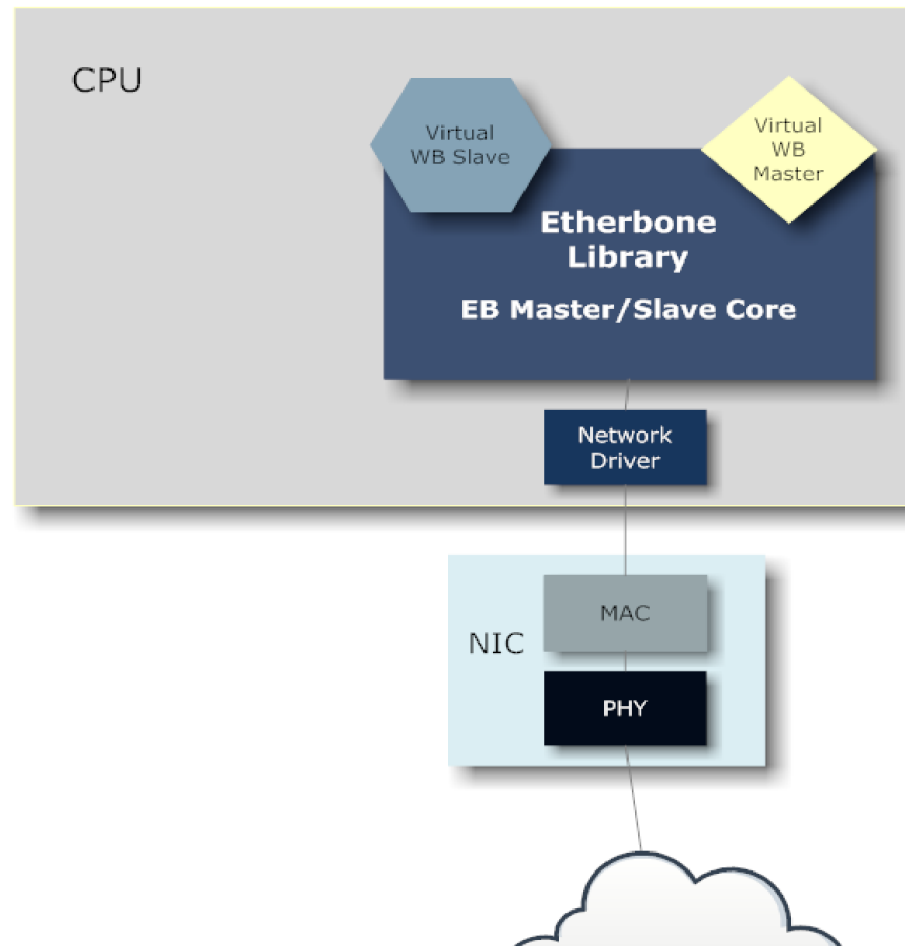 CPU
Virtual
WB Slave
Virtual
WB
Master
Etherbone
Library
EB Master/Slave Core
Network
Driver
MAC
NIC
PHY